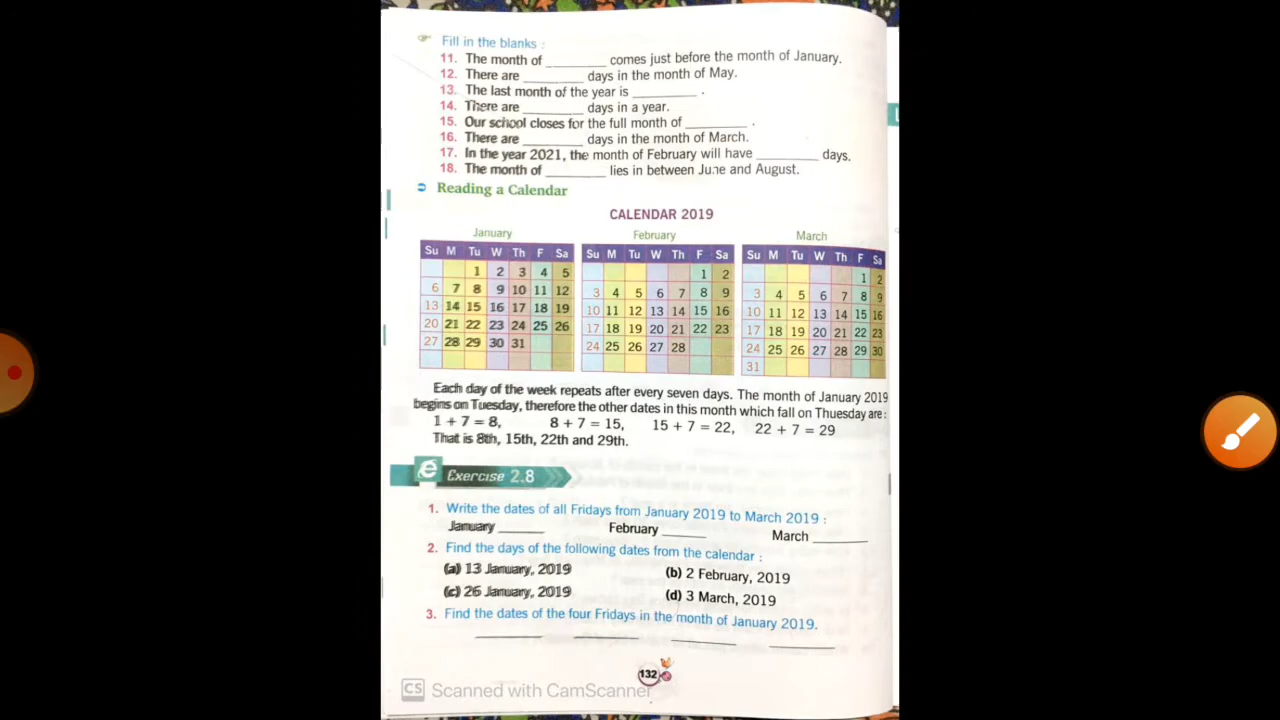 Fill in the blanks :
11. The month of ________ comes just before the month of January.
12. There are ________ days in the month of May.
13. The last month of the year is ________ .
14. There are ________ days in a year.
15. Our school closes for the full month of ________ .
16. There are ________ days in the month of March.
17. In the year 2021, the month of February will have ________ days.
18. The month of ________ lies in between June and August.
Reading a Calendar
CALENDAR 2019
January
Su M Tu W Th F Sa
1 2 3 4 5
6 7 8 9 10 11 12
13 14 15 16 17 18 19
20 21 22 23 24 25 26
27 28 29 30 31
February
Su M Tu W Th F Sa
1 2
3 4 5 6 7 8 9
10 11 12 13 14 15 16
17 18 19 20 21 22 23
24 25 26 27 28
March
Su M Tu W Th F Sa
1 2
3 4 5 6 7 8 9
10 11 12 13 14 15 16
17 18 19 20 21 22 23
24 25 26 27 28 29 30
31
Each day of the week repeats after every seven days. The month of January 2019
begins on Tuesday, therefore the other dates in this month which fall on Thuesday are :
1 + 7 = 8, 8 + 7 = 15, 15 + 7 = 22, 22 + 7 = 29
That is 8th, 15th, 22th and 29th.
e Exercise 2.8
1. Write the dates of all Fridays from January 2019 to March 2019 :
January ______ February ______ March ______
2. Find the days of the following dates from the calendar :
(a) 13 January, 2019 (b) 2 February, 2019
(c) 26 January, 2019 (d) 3 March, 2019
3. Find the dates of the four Fridays in the month of January 2019.
132
CS Scanned with CamScanner